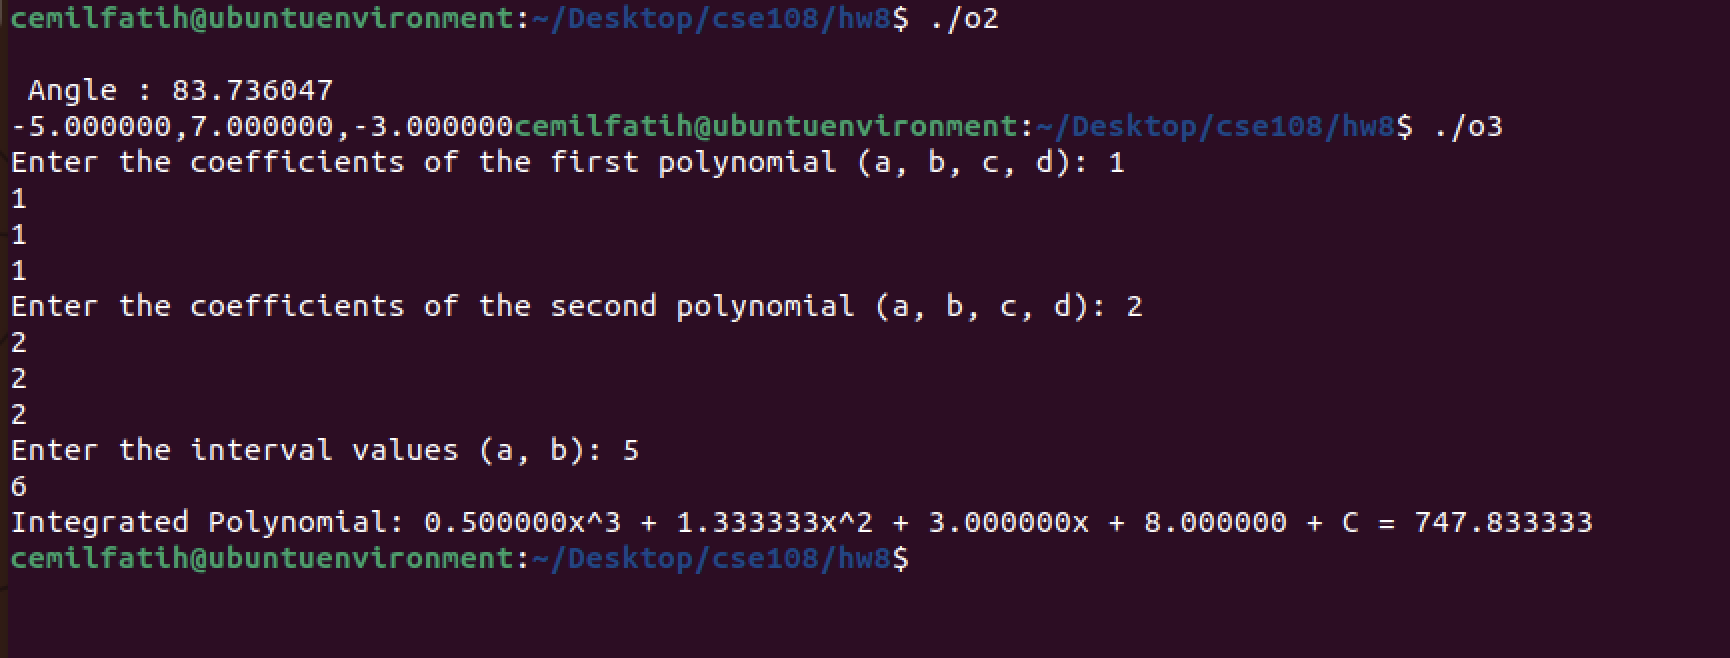 cemilfatih@ubuntuenvironment:~/Desktop/cse108/hw8$ ./o2
Angle : 83.736047
-5.000000,7.000000,-3.000000cemilfatih@ubuntuenvironment:~/Desktop/cse108/hw8$ ./o3
Enter the coefficients of the first polynomial (a, b, c, d): 1
1
1
1
Enter the coefficients of the second polynomial (a, b, c, d): 2
2
2
2
Enter the interval values (a, b): 5
6
Integrated Polynomial: 0.500000x^3 + 1.333333x^2 + 3.000000x + 8.000000 + C = 747.833333
cemilfatih@ubuntuenvironment:~/Desktop/cse108/hw8$